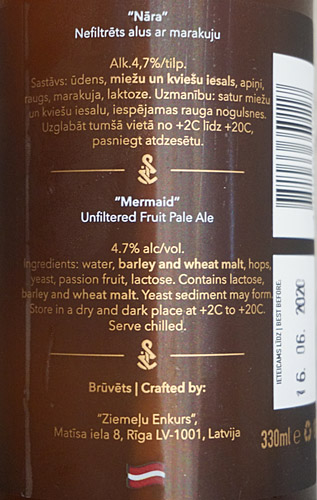 "Nāra"
Nefiltrēts alus ar marakuju
Alk.4,7%/tilp.
Sastāvs: ūdens, miežu un kviešu iesals, apiņi,
raugs, marakuja, laktoze. Uzmanību: satur miežu
un kviešu iesalu, iespējamas rauga nogulsnes.
Uzglabāt tumšā vietā no +2C līdz +20C,
pasniegt atdzesētu.
"Mermaid"
Unfiltered Fruit Pale Ale
4.7% alc/vol.
Ingredients: water, barley and wheat malt, hops,
yeast, passion fruit, lactose. Contains lactose,
barley and wheat malt. Yeast sediment may form.
Store in a dry and dark place at +2C to +20C.
Serve chilled.
Brūvēts | Crafted by:
"Ziemeļu Enkurs",
Matīsa iela 8, Rīga LV-1001, Latvija
330ml e
IETEICAMS LĪDZ | BEST BEFORE:
16. 06. 2020